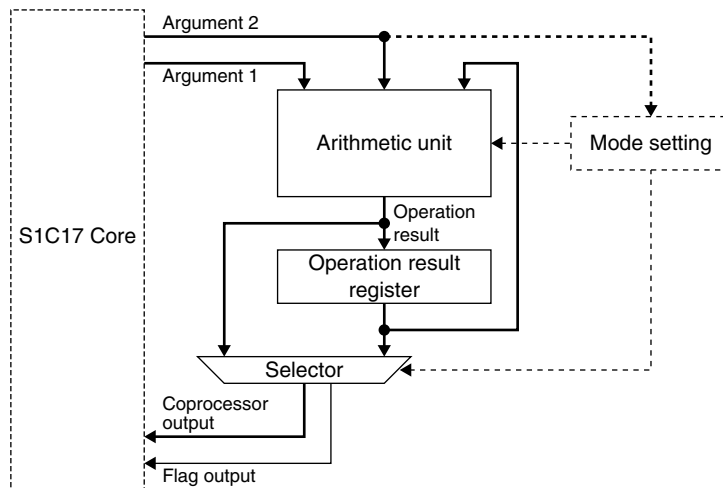 Argument 2
Argument 1
Arithmetic unit
Mode setting
S1C17 Core
Operation
result
Operation result
register
Selector
Coprocessor
output
Flag output